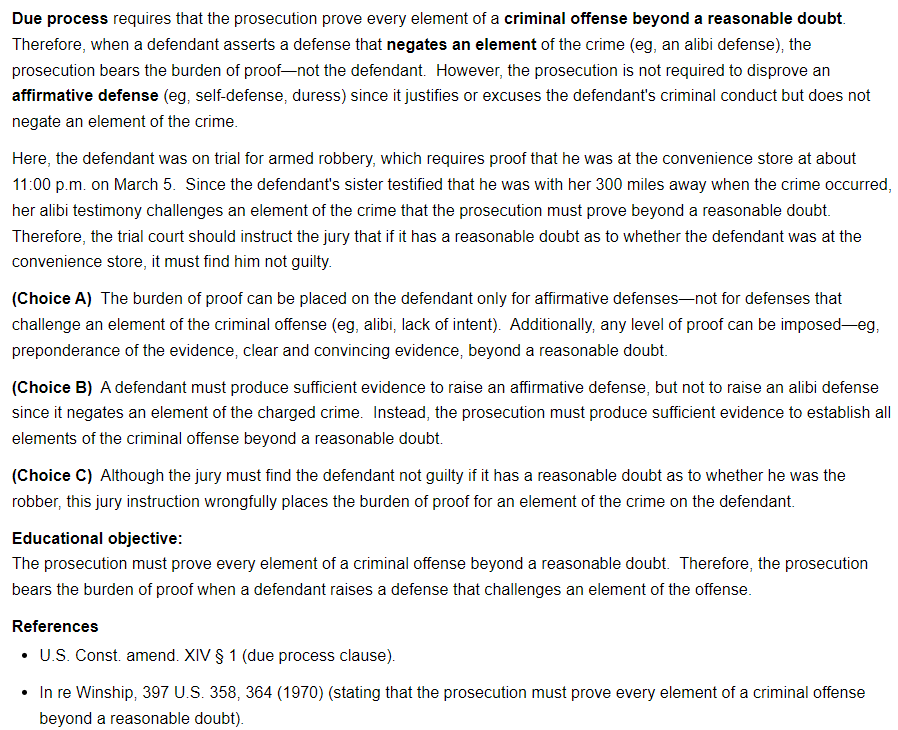 Due process requires that the prosecution prove every element of a criminal offense beyond a reasonable doubt.
Therefore, when a defendant asserts a defense that negates an element of the crime (eg, an alibi defense), the
prosecution bears the burden of proof—not the defendant.  However, the prosecution is not required to disprove an
affirmative defense (eg, self-defense, duress) since it justifies or excuses the defendant's criminal conduct but does not
negate an element of the crime.
Here, the defendant was on trial for armed robbery, which requires proof that he was at the convenience store at about
11:00 p.m. on March 5.  Since the defendant's sister testified that he was with her 300 miles away when the crime occurred,
her alibi testimony challenges an element of the crime that the prosecution must prove beyond a reasonable doubt.
Therefore, the trial court should instruct the jury that if it has a reasonable doubt as to whether the defendant was at the
convenience store, it must find him not guilty.
(Choice A)  The burden of proof can be placed on the defendant only for affirmative defenses—not for defenses that
challenge an element of the criminal offense (eg, alibi, lack of intent).  Additionally, any level of proof can be imposed—eg,
preponderance of the evidence, clear and convincing evidence, beyond a reasonable doubt.
(Choice B)  A defendant must produce sufficient evidence to raise an affirmative defense, but not to raise an alibi defense
since it negates an element of the charged crime.  Instead, the prosecution must produce sufficient evidence to establish all
elements of the criminal offense beyond a reasonable doubt.
(Choice C)  Although the jury must find the defendant not guilty if it has a reasonable doubt as to whether he was the
robber, this jury instruction wrongfully places the burden of proof for an element of the crime on the defendant.
Educational objective:
The prosecution must prove every element of a criminal offense beyond a reasonable doubt.  Therefore, the prosecution
bears the burden of proof when a defendant raises a defense that challenges an element of the offense.
References
• U.S. Const. amend. XIV § 1 (due process clause).
• In re Winship, 397 U.S. 358, 364 (1970) (stating that the prosecution must prove every element of a criminal offense
beyond a reasonable doubt).